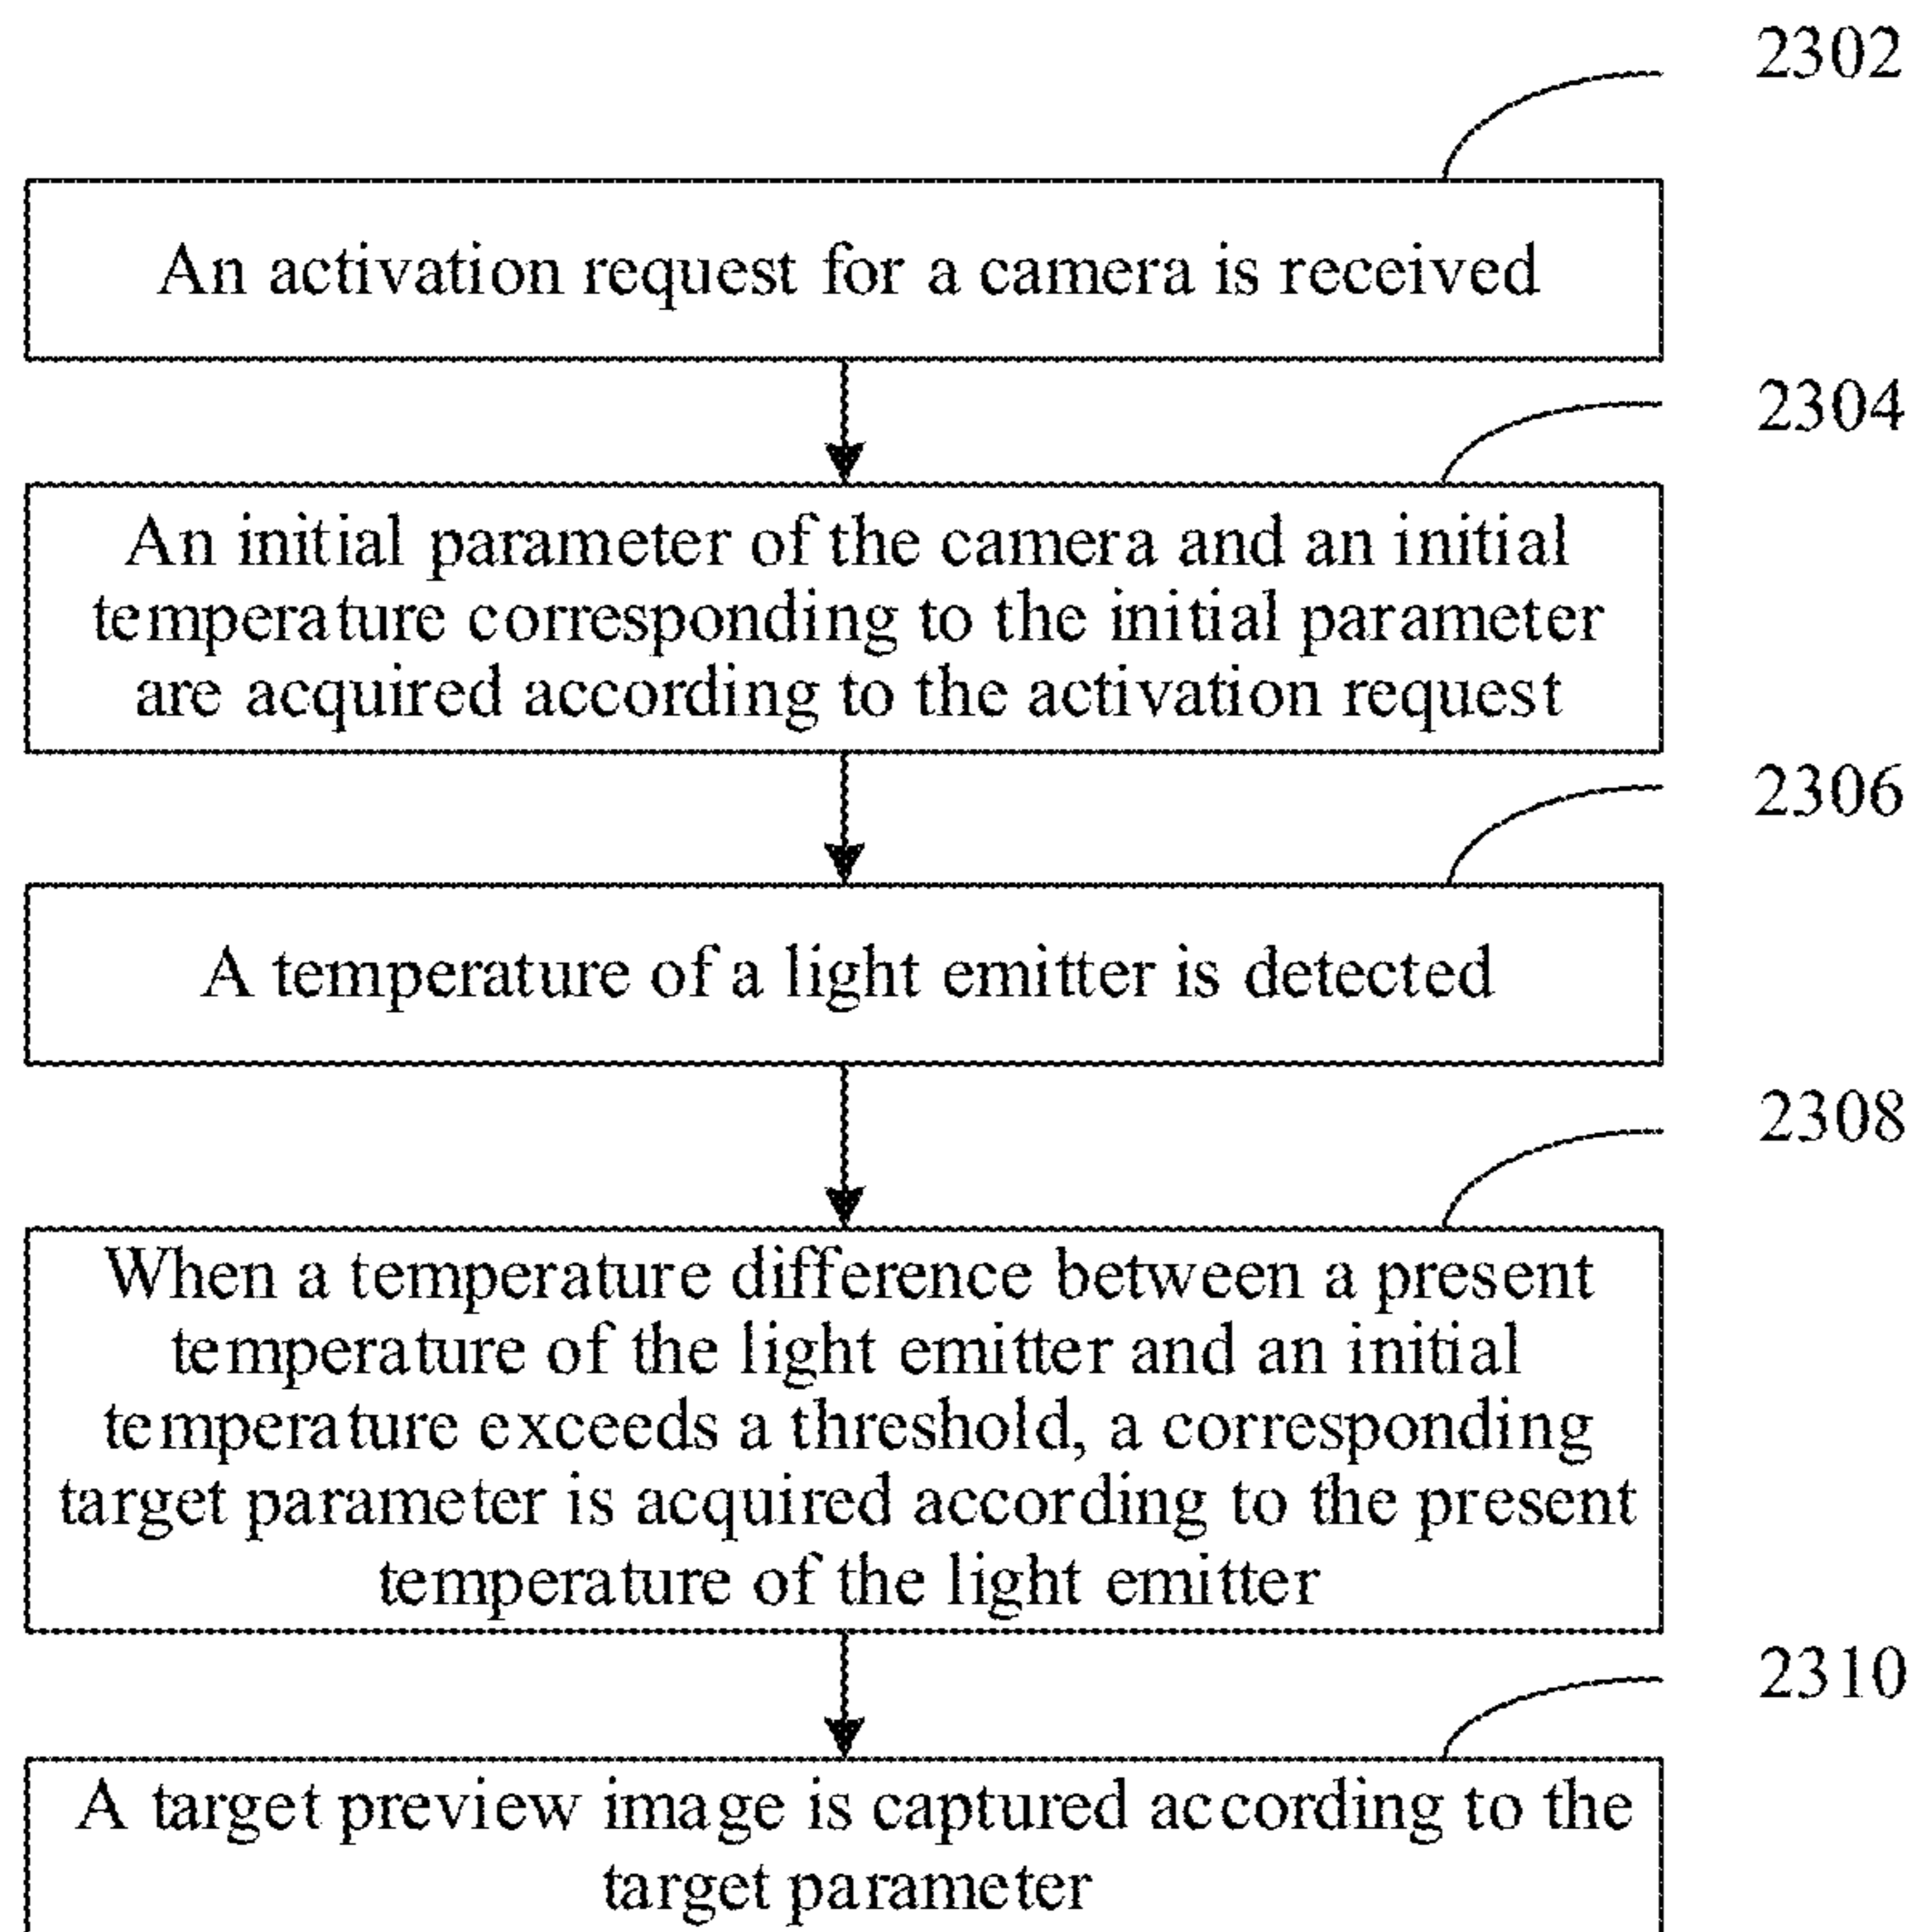 2302
An activation request for a camera is received
2304
An initial parameter of the camera and an initial
temperature corresponding to the initial parameter
are acquired according to the activation request
2306
A temperature of a light emitter is detected
2308
When a temperature difference between a present
temperature of the light emitter and an initial
temperature exceeds a threshold, a corresponding
target parameter is acquired according to the present
temperature of the light emitter
2310
A target preview image is captured according to the
target parameter